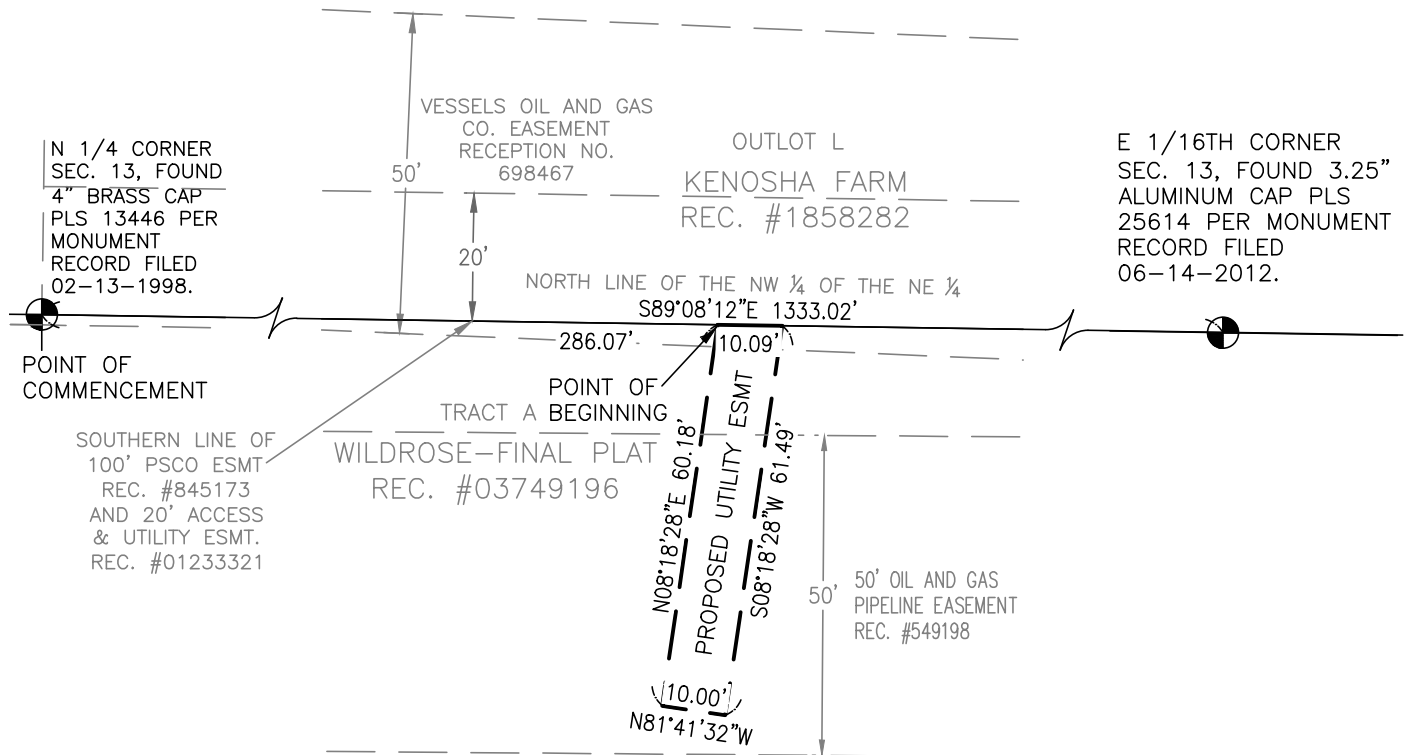 VESSELS OIL AND GAS
CO. EASEMENT
RECEPTION NO.
698467
50'
20'
OUTLOT L
KENOSHA FARM
REC. #1858282
N 1/4 CORNER
SEC. 13, FOUND
4" BRASS CAP
PLS 13446 PER
MONUMENT
RECORD FILED
02-13-1998.
E 1/16TH CORNER
SEC. 13, FOUND 3.25"
ALUMINUM CAP PLS
25614 PER MONUMENT
RECORD FILED
06-14-2012.
NORTH LINE OF THE NW ¼ OF THE NE ¼
S89°08'12"E 1333.02'
286.07'
10.09'
POINT OF
COMMENCEMENT
POINT OF
BEGINNING
TRACT A
WILDROSE-FINAL PLAT
REC. #03749196
SOUTHERN LINE OF
100' PSCO ESMT
REC. #845173
AND 20' ACCESS
& UTILITY ESMT.
REC. #01233321
N08°18'28"E 60.18'
PROPOSED UTILITY ESMT
S08°18'28"W 61.49'
50'
50' OIL AND GAS
PIPELINE EASEMENT
REC. #549198
10.00'
N81°41'32"W